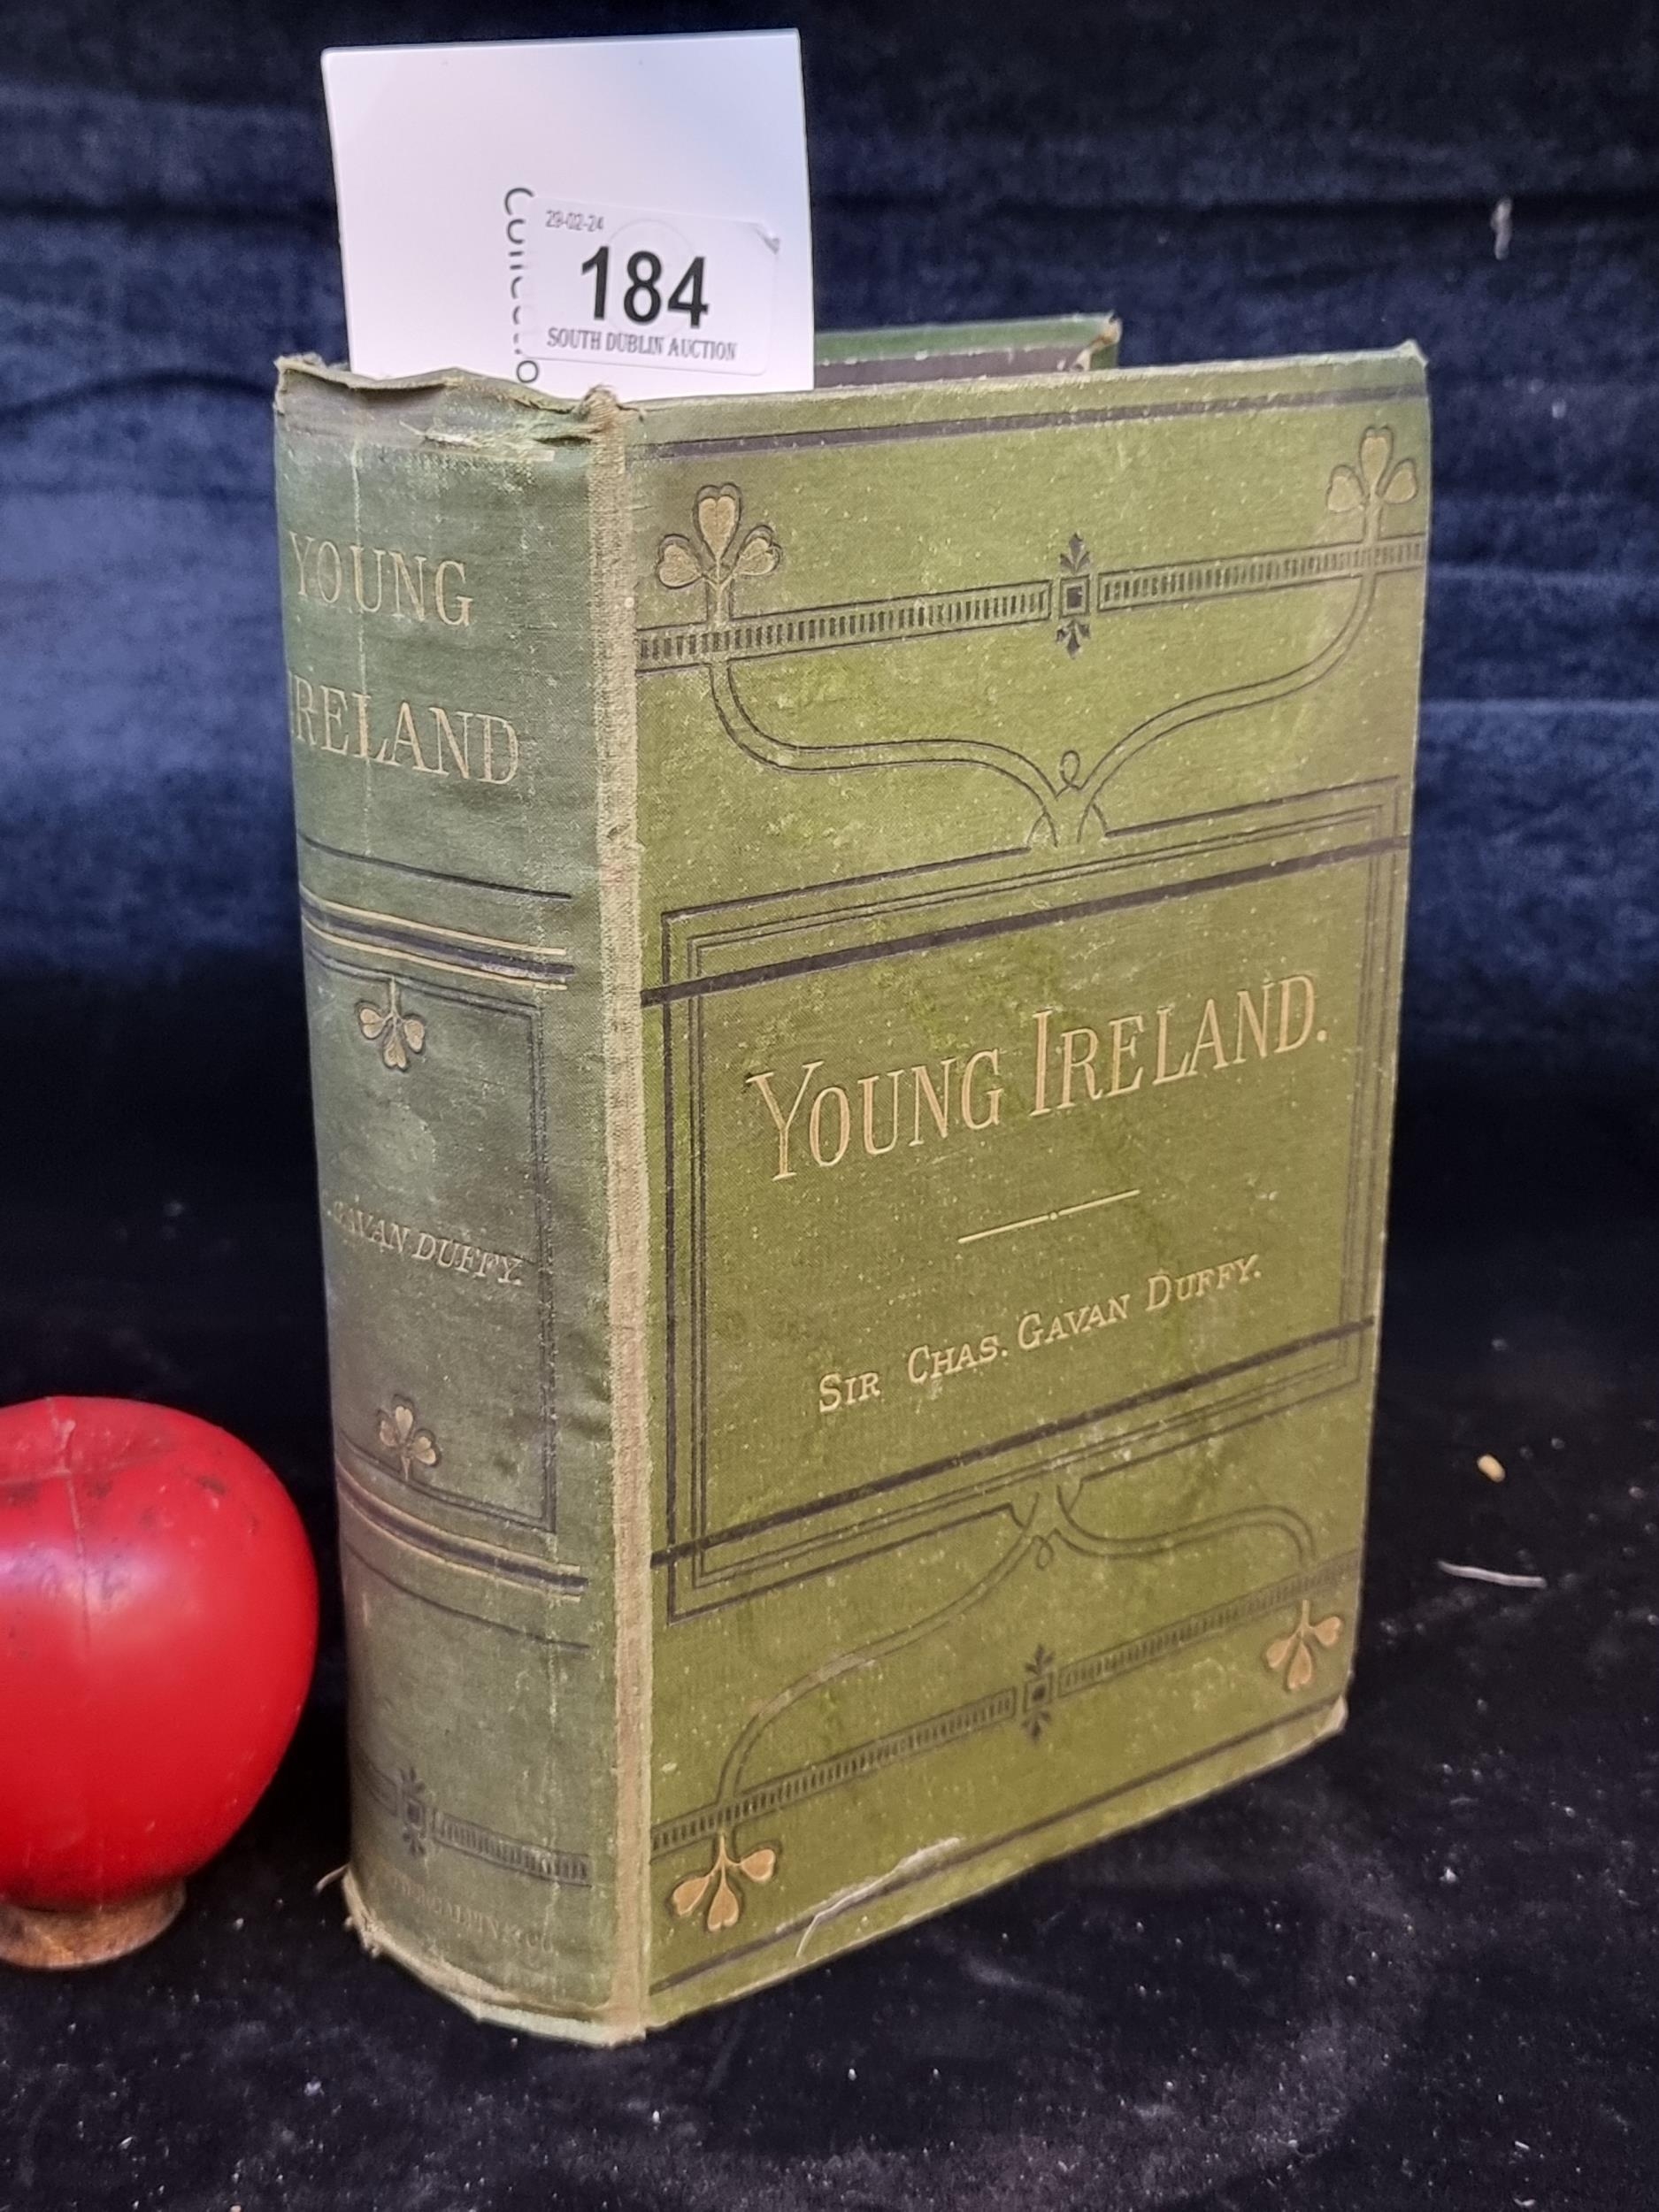 29-02-24
184
SOUTH DUBLIN AUCTION
YOUNG
IRELAND
GAVAN DUFFY.
YOUNG IRELAND.
SIR CHAS. GAVAN DUFFY.